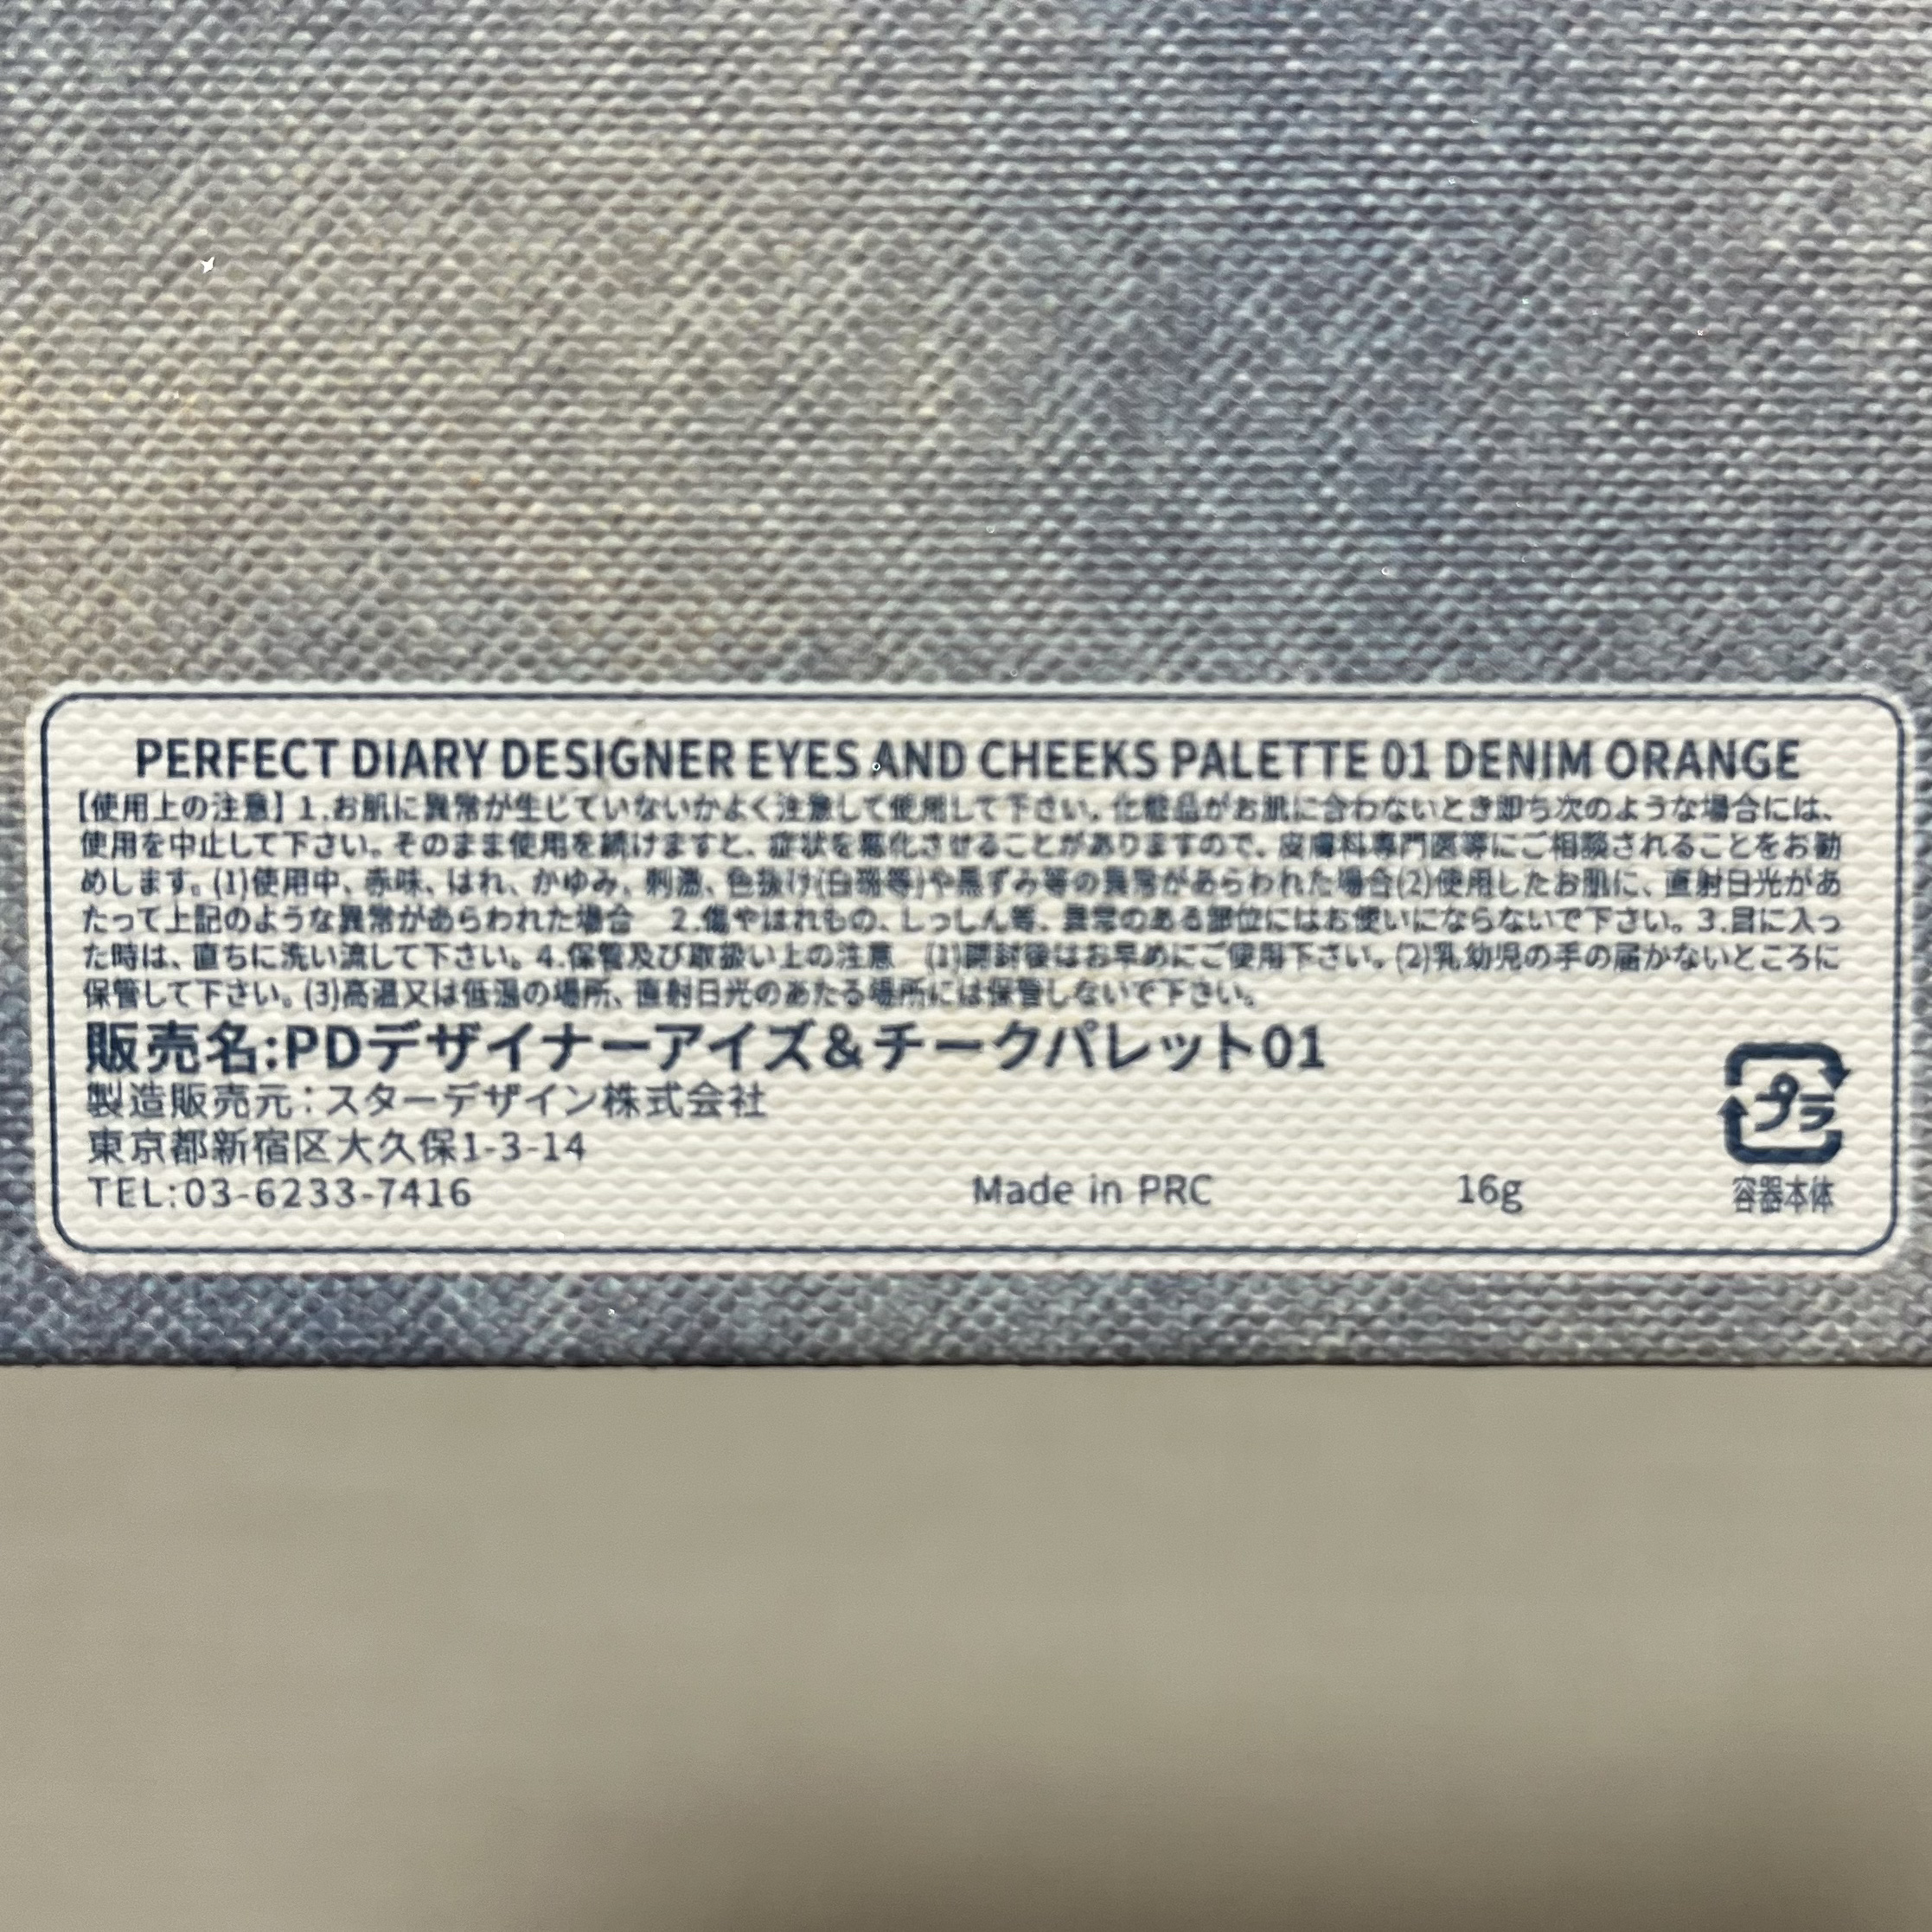 PERFECT DIARY DESIGNER EYES AND CHEEKS PALETTE 01 DENIM ORANGE
【使用上の注意】1.お肌に異常が生じていないかよく注意して使用して下さい。化粧品がお肌に合わないとき即ち次のような場合には、
使用を中止して下さい。そのまま使用を続けますと、症状を悪化させることがありますので、皮膚科専門医等にご相談されることをお勧
めします。(1)使用中、赤味、はれ、かゆみ、刺激、色抜け(白斑等)や黒ずみ等の異常があらわれた場合(2)使用したお肌に、直射日光があ
たって上記のような異常があらわれた場合　2.傷やはれもの、しっしん等、異常のある部位にはお使いにならないで下さい。3.目に入っ
た時は、直ちに洗い流して下さい。4.保管及び取扱い上の注意　(1)開封後はお早めにご使用下さい。(2)乳幼児の手の届かないところに
保管して下さい。(3)高温又は低温の場所、直射日光のあたる場所には保管しないで下さい。
販売名:PDデザイナーアイズ&チークパレット01
製造販売元:スターデザイン株式会社
東京都新宿区大久保1-3-14
TEL:03-6233-7416
Made in PRC
16g
プラ
容器本体